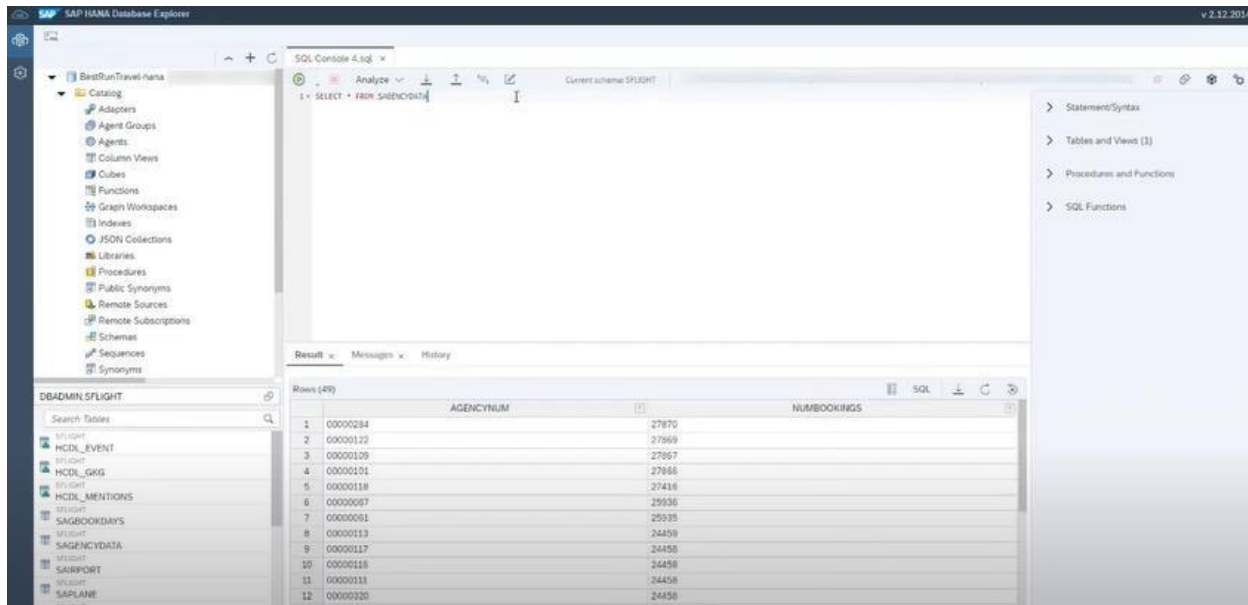 SAP SAP HANA Database Explorer
v 2.12.2014
SQL Console 4.sql ×
BestRunTravel-hana
Catalog
Adapters
Agent Groups
Agents
Column Views
Cubes
Functions
Graph Workspaces
Indexes
JSON Collections
Libraries
Procedures
Public Synonyms
Remote Sources
Remote Subscriptions
Schemas
Sequences
Synonyms
DBADMIN,SFLIGHT
Search Tables
SFLIGHT
HCDL_EVENT
SFLIGHT
HCDL_GKG
SFLIGHT
HCDL_MENTIONS
SFLIGHT
SAGBOOKDAYS
SFLIGHT
SAGENCYDATA
SFLIGHT
SAIRPORT
SFLIGHT
SAPLANE
Analyze
Current schema: SFLIGHT
1 SELECT * FROM SAGENCYDATA
Statement/Syntax
Tables and Views (1)
Procedures and Functions
SQL Functions
Result × Messages × History
Rows (49)
SQL
AGENCYNUM NUMBOOKINGS
1 00000284 27870
2 00000122 27869
3 00000109 27867
4 00000101 27866
5 00000118 27416
6 00000087 25936
7 00000061 25935
8 00000113 24459
9 00000117 24458
10 00000116 24458
11 00000111 24458
12 00000320 24458